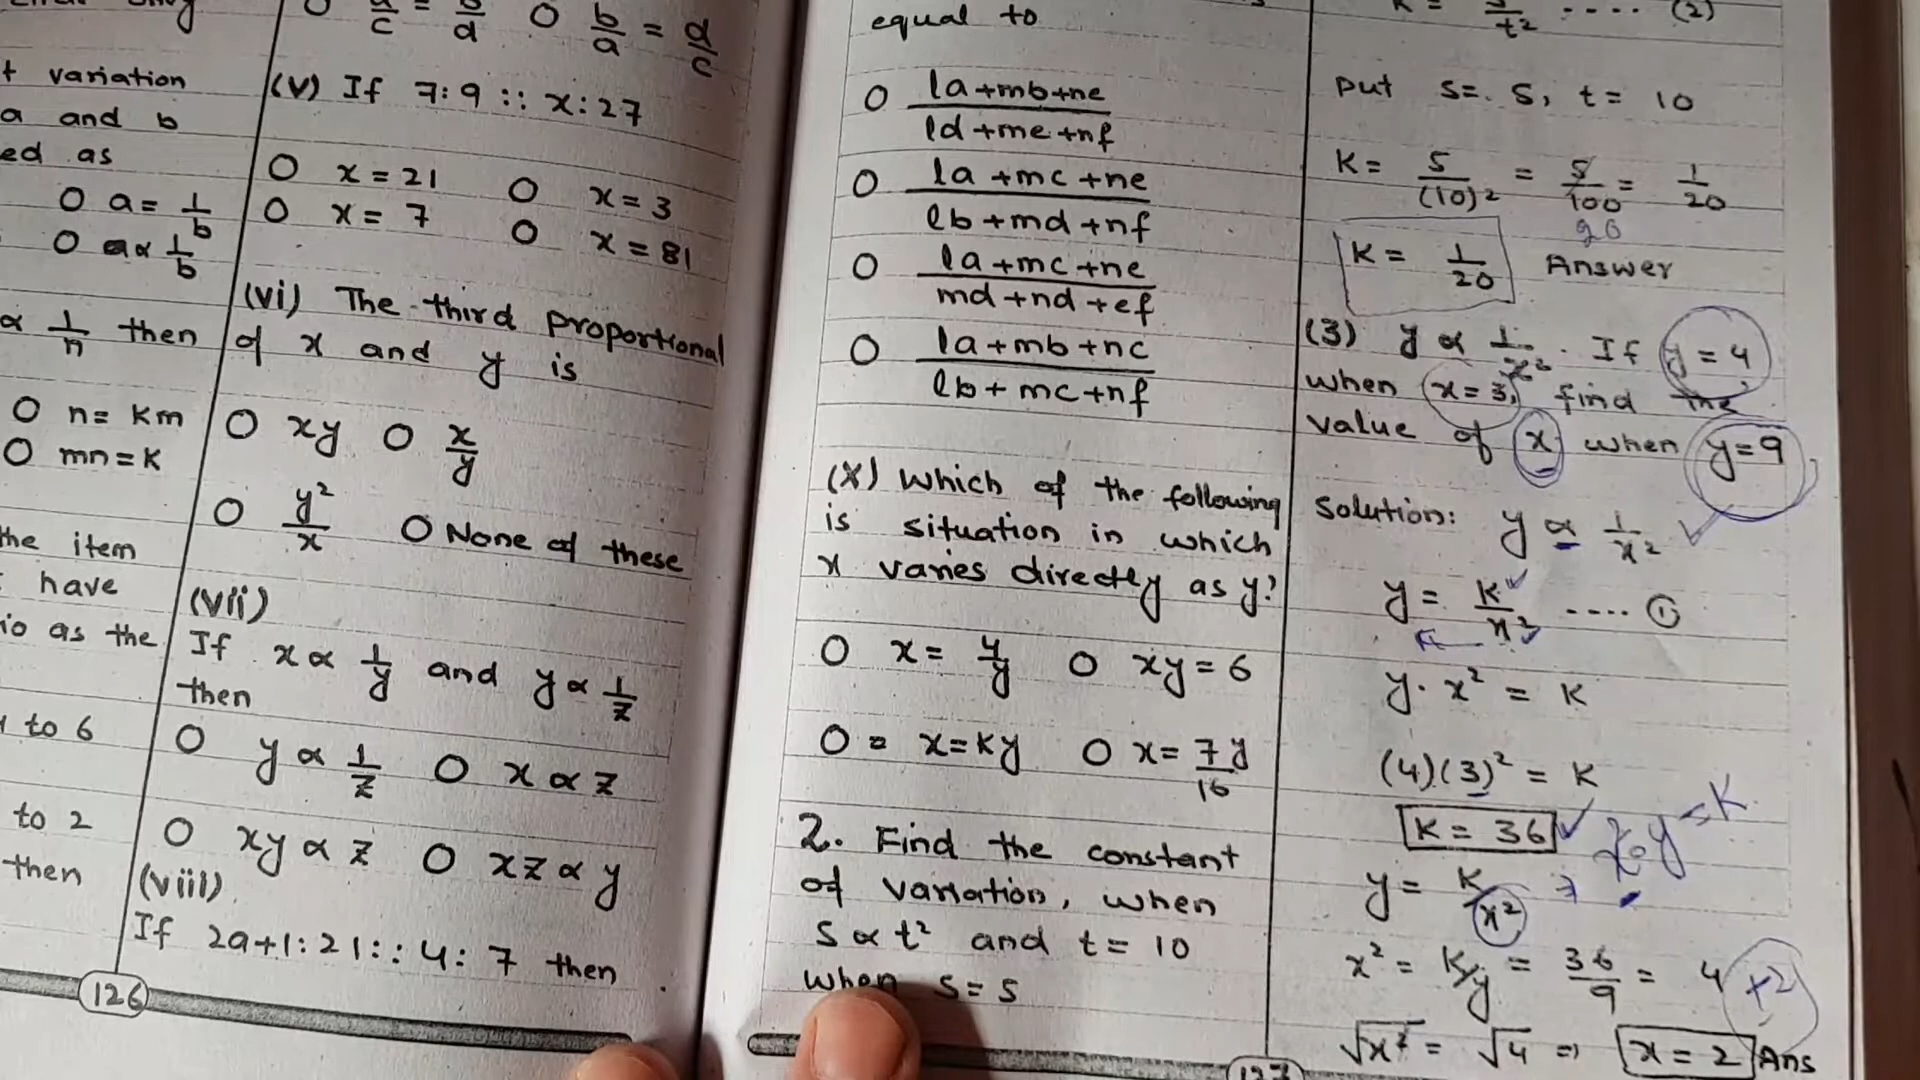 a/c = b/d O b/a = d/c
t variation
a and b
ed as
O a = 1/b
O a ∝ 1/b
∝ 1/n then
O n = Km
O mn = K
the item
have
io as the
to 6
to 2
then
(V) If 7:9 :: x:27
O x = 21 O x = 3
O x = 7 O x = 81
(vi) The third proportional
of x and y is
O xy O x/y
O y²/x O None of these
(vii)
If x ∝ 1/y and y ∝ 1/z
then
O y ∝ 1/z O x ∝ z
O xy ∝ z O xz ∝ y
(viii)
If 2a+1:21::4:7 then
126
equal to
O la+mb+ne / ld+me+nf
O la+mc+ne / lb+md+nf
O la+mc+ne / md+nd+ef
O la+mb+nc / lb+mc+nf
(X) Which of the following
is situation in which
x varies directly as y?
O x = y/y O xy = 6
O = x=Ky O x = 7y/16
2. Find the constant
of variation, when
S ∝ t² and t = 10
when s = 5
127
t² .... (2)
put s = 5, t = 10
K = 5/(10)² = 5/100 = 1/20
20
K = 1/20 Answer
(3) y ∝ 1/x². If y = 4
when x=3, find the
value of x when y=9
Solution: y ∝ 1/x²
y = K/x² .... ①
y. x² = K
(4)(3)² = K
K = 36
y = K/x²
x² = K/y = 36/9 = 4
±2
√x² = √4 ⇒ x = 2 Ans